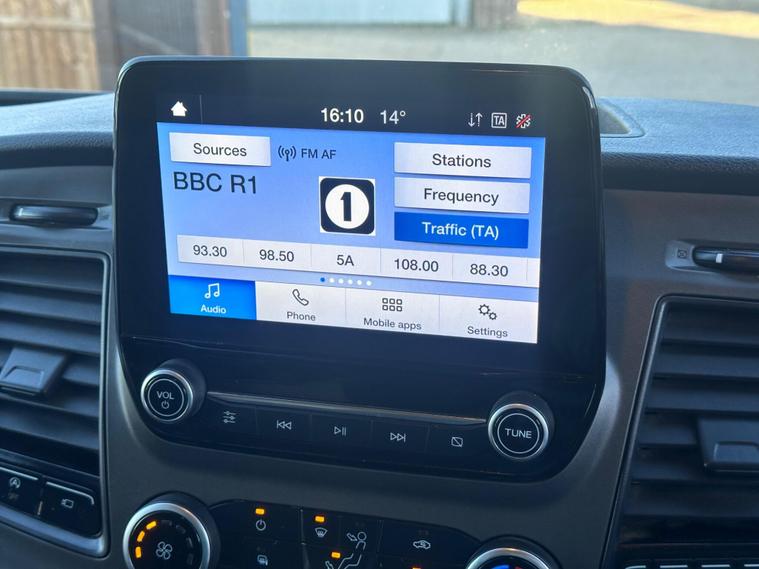 16:10 14° TA
Sources FM AF Stations
BBC R1 1 Frequency
Traffic (TA)
93.30 98.50 5A 108.00 88.30
Audio Phone Mobile apps Settings
VOL
TUNE